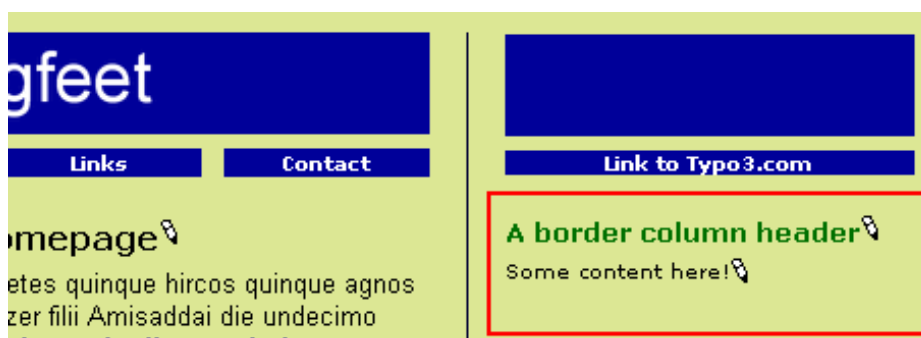 gfeet
Links Contact
omepage
etes quinque hircos quinque agnos
zer filii Amisaddai die undecimo
Link to Typo3.com
A border column header
Some content here!